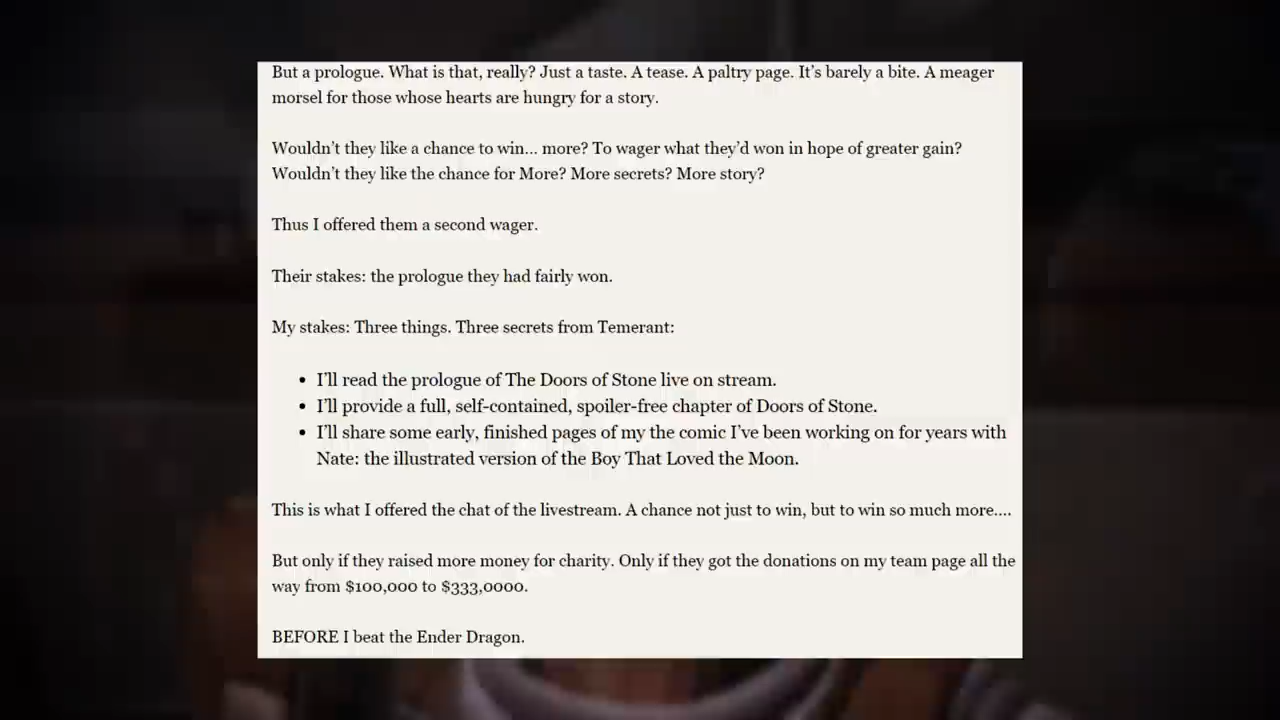 But a prologue. What is that, really? Just a taste. A tease. A paltry page. It’s barely a bite. A meager
morsel for those whose hearts are hungry for a story.
Wouldn’t they like a chance to win... more? To wager what they’d won in hope of greater gain?
Wouldn’t they like the chance for More? More secrets? More story?
Thus I offered them a second wager.
Their stakes: the prologue they had fairly won.
My stakes: Three things. Three secrets from Temerant:
• I’ll read the prologue of The Doors of Stone live on stream.
• I’ll provide a full, self-contained, spoiler-free chapter of Doors of Stone.
• I’ll share some early, finished pages of my the comic I’ve been working on for years with
Nate: the illustrated version of the Boy That Loved the Moon.
This is what I offered the chat of the livestream. A chance not just to win, but to win so much more....
But only if they raised more money for charity. Only if they got the donations on my team page all the
way from $100,000 to $333,0000.
BEFORE I beat the Ender Dragon.